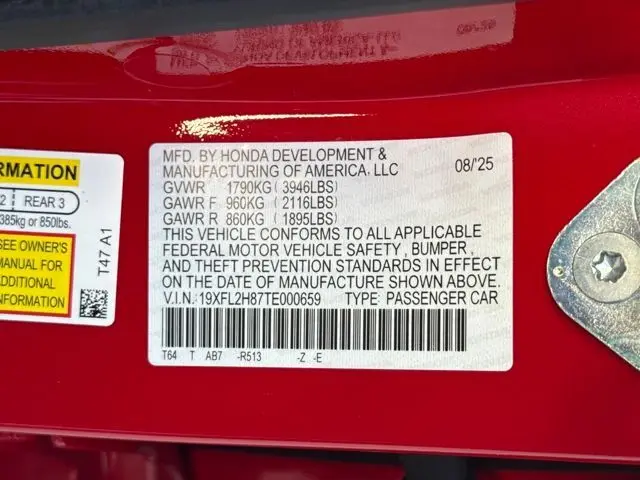 MFD. BY HONDA DEVELOPMENT &
MANUFACTURING OF AMERICA, LLC 08/25
GVWR 1790KG (3946LBS)
GAWR F 960KG (2116LBS)
GAWR R 860KG (1895LBS)
THIS VEHICLE CONFORMS TO ALL APPLICABLE
FEDERAL MOTOR VEHICLE SAFETY , BUMPER,
AND THEFT PREVENTION STANDARDS IN EFFECT
ON THE DATE OF MANUFACTURE SHOWN ABOVE.
V.I.N. 19XFL2H87TE000659 TYPE: PASSENGER CAR
T64 T AB7 -R513 -Z -E
RMATION
2 REAR 3
385kg or 850lbs.
SEE OWNER'S
MANUAL FOR
ADDITIONAL
INFORMATION
T47 A1